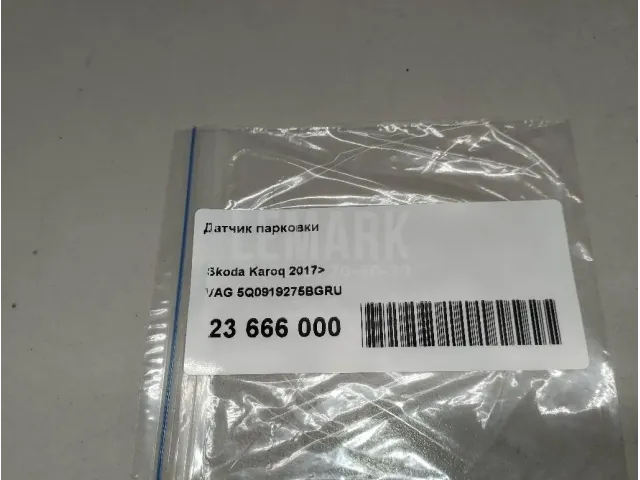 Датчик парковки
Skoda Karoq 2017>
VAG 5Q0919275BGRU
23 666 000